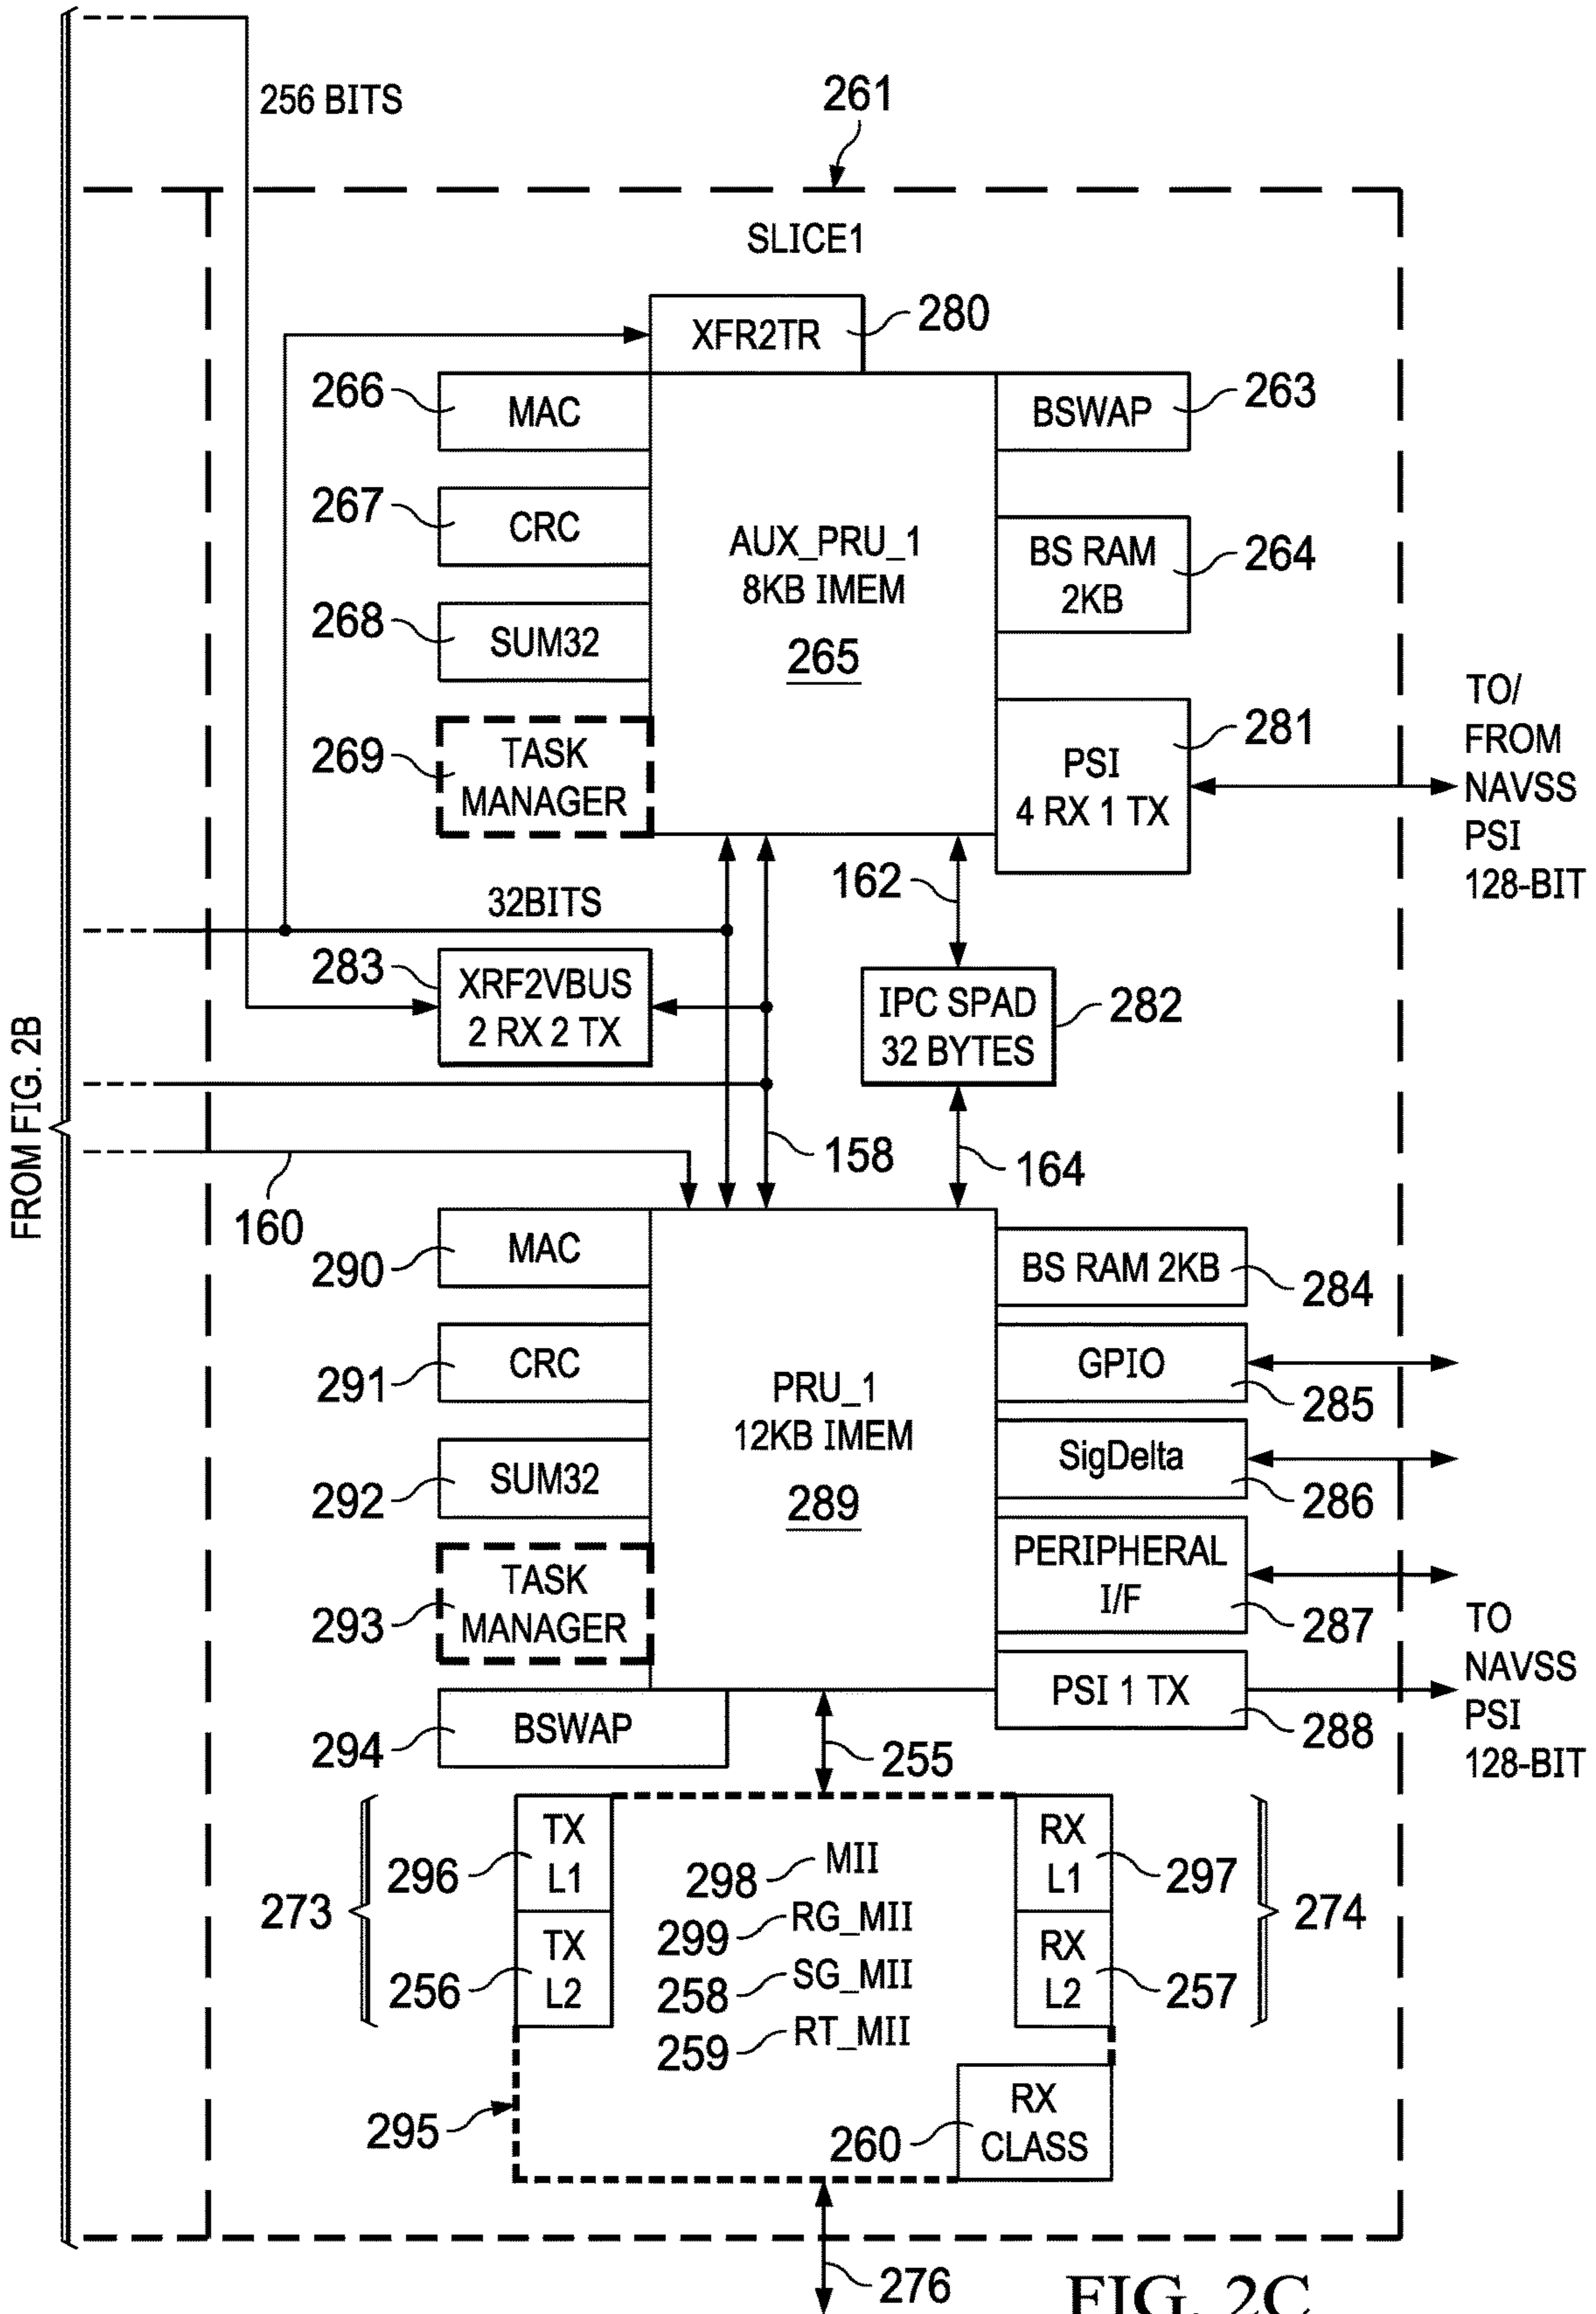 256 BITS
261
SLICE1
XFR2TR
280
266
MAC
BSWAP
263
267
CRC
AUX_PRU_1
8KB IMEM
265
BS RAM
2KB
264
268
SUM32
269
TASK
MANAGER
PSI
4 RX 1 TX
281
TO/
FROM
NAVSS
PSI
128-BIT
162
32BITS
283
XRF2VBUS
2 RX 2 TX
IPC SPAD
32 BYTES
282
FROM FIG. 2B
158
164
160
290
MAC
BS RAM 2KB
284
291
CRC
GPIO
285
PRU_1
12KB IMEM
289
292
SUM32
SigDelta
286
293
TASK
MANAGER
PERIPHERAL
I/F
287
294
BSWAP
PSI 1 TX
288
TO
NAVSS
PSI
128-BIT
255
273
296
TX
L1
256
TX
L2
298
MII
299
RG_MII
258
SG_MII
259
RT_MII
RX
L1
297
RX
L2
257
274
295
260
RX
CLASS
276
FIG. 2C